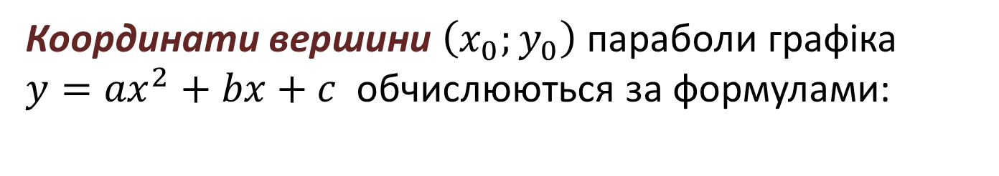 Координати вершини (x₀; y₀) параболи графіка
y = ax² + bx + c обчислюються за формулами: